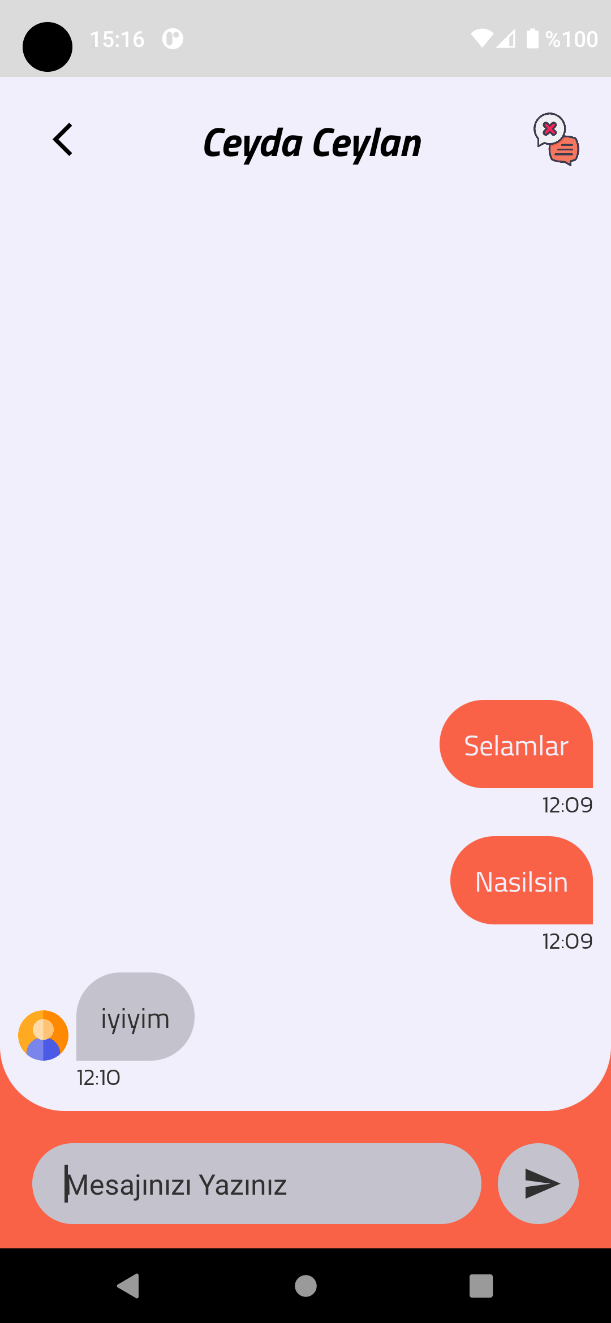 15:16
%100
Ceyda Ceylan
Selamlar
12:09
Nasilsin
12:09
iyiyim
12:10
Mesajınızı Yazınız